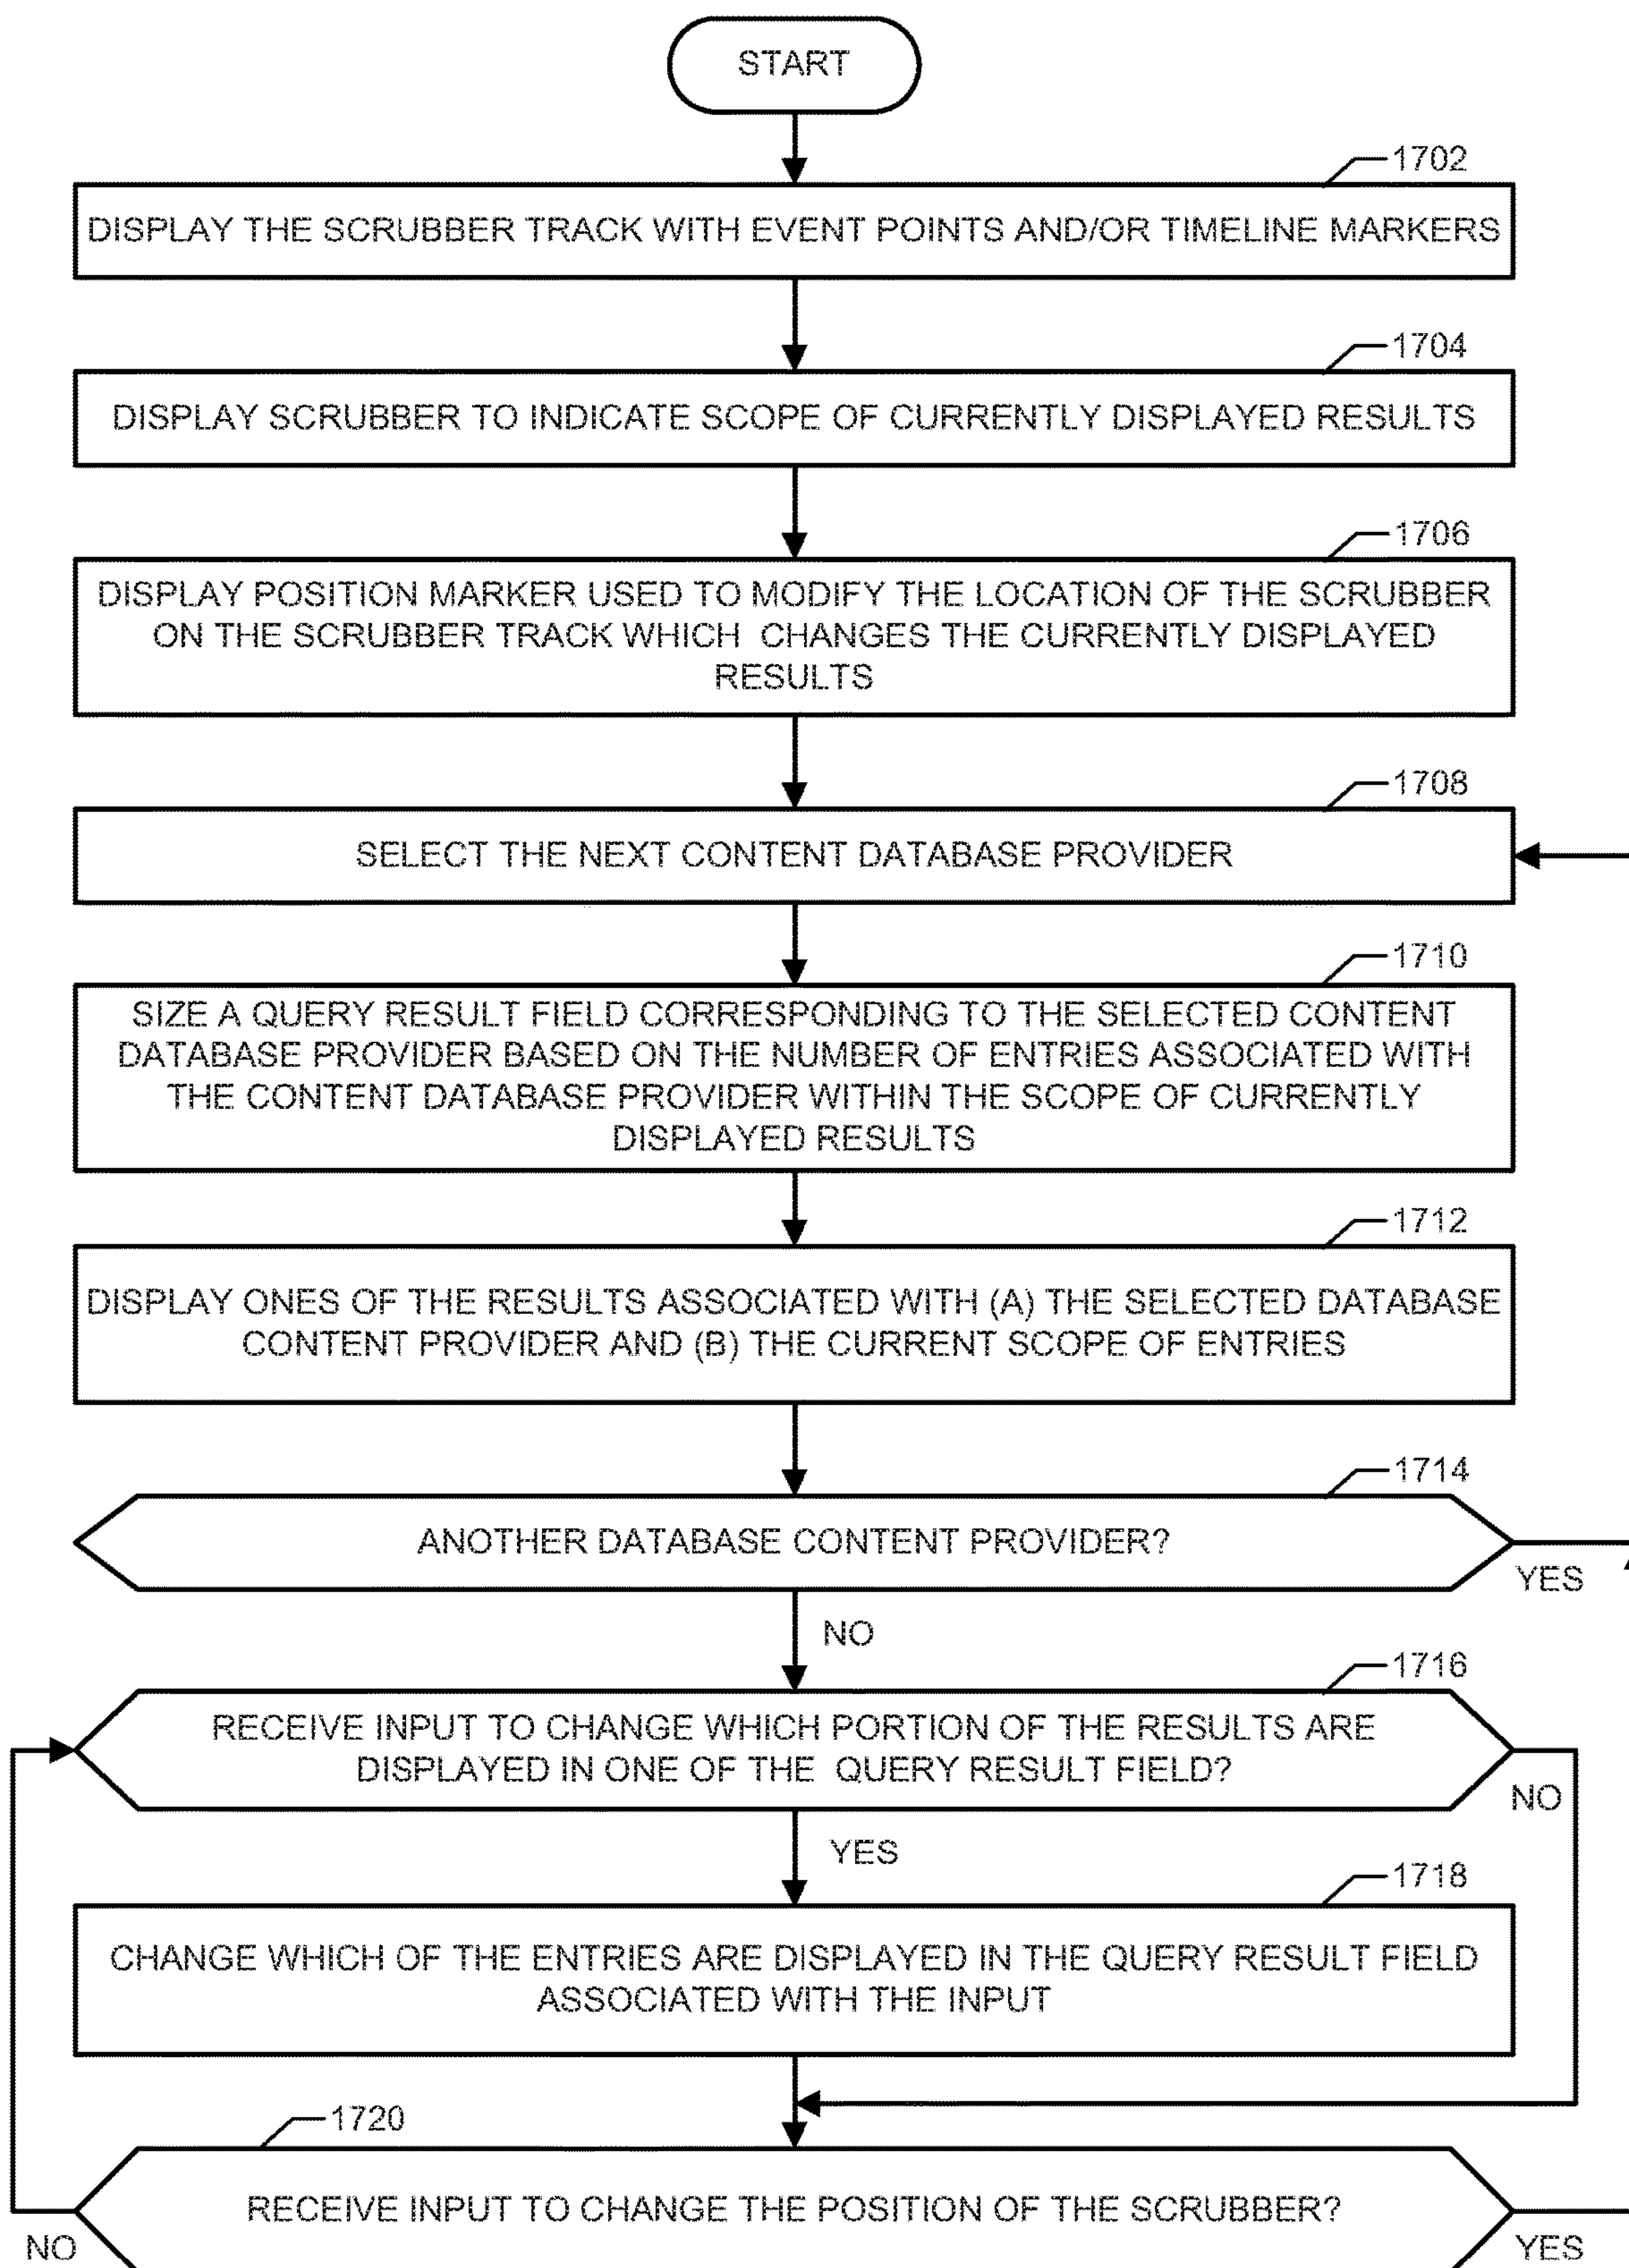 START
1702
DISPLAY THE SCRUBBER TRACK WITH EVENT POINTS AND/OR TIMELINE MARKERS
1704
DISPLAY SCRUBBER TO INDICATE SCOPE OF CURRENTLY DISPLAYED RESULTS
1706
DISPLAY POSITION MARKER USED TO MODIFY THE LOCATION OF THE SCRUBBER
ON THE SCRUBBER TRACK WHICH CHANGES THE CURRENTLY DISPLAYED
RESULTS
1708
SELECT THE NEXT CONTENT DATABASE PROVIDER
1710
SIZE A QUERY RESULT FIELD CORRESPONDING TO THE SELECTED CONTENT
DATABASE PROVIDER BASED ON THE NUMBER OF ENTRIES ASSOCIATED WITH
THE CONTENT DATABASE PROVIDER WITHIN THE SCOPE OF CURRENTLY
DISPLAYED RESULTS
1712
DISPLAY ONES OF THE RESULTS ASSOCIATED WITH (A) THE SELECTED DATABASE
CONTENT PROVIDER AND (B) THE CURRENT SCOPE OF ENTRIES
1714
ANOTHER DATABASE CONTENT PROVIDER?
YES
NO
1716
RECEIVE INPUT TO CHANGE WHICH PORTION OF THE RESULTS ARE
DISPLAYED IN ONE OF THE QUERY RESULT FIELD?
NO
YES
1718
CHANGE WHICH OF THE ENTRIES ARE DISPLAYED IN THE QUERY RESULT FIELD
ASSOCIATED WITH THE INPUT
1720
RECEIVE INPUT TO CHANGE THE POSITION OF THE SCRUBBER?
NO
YES